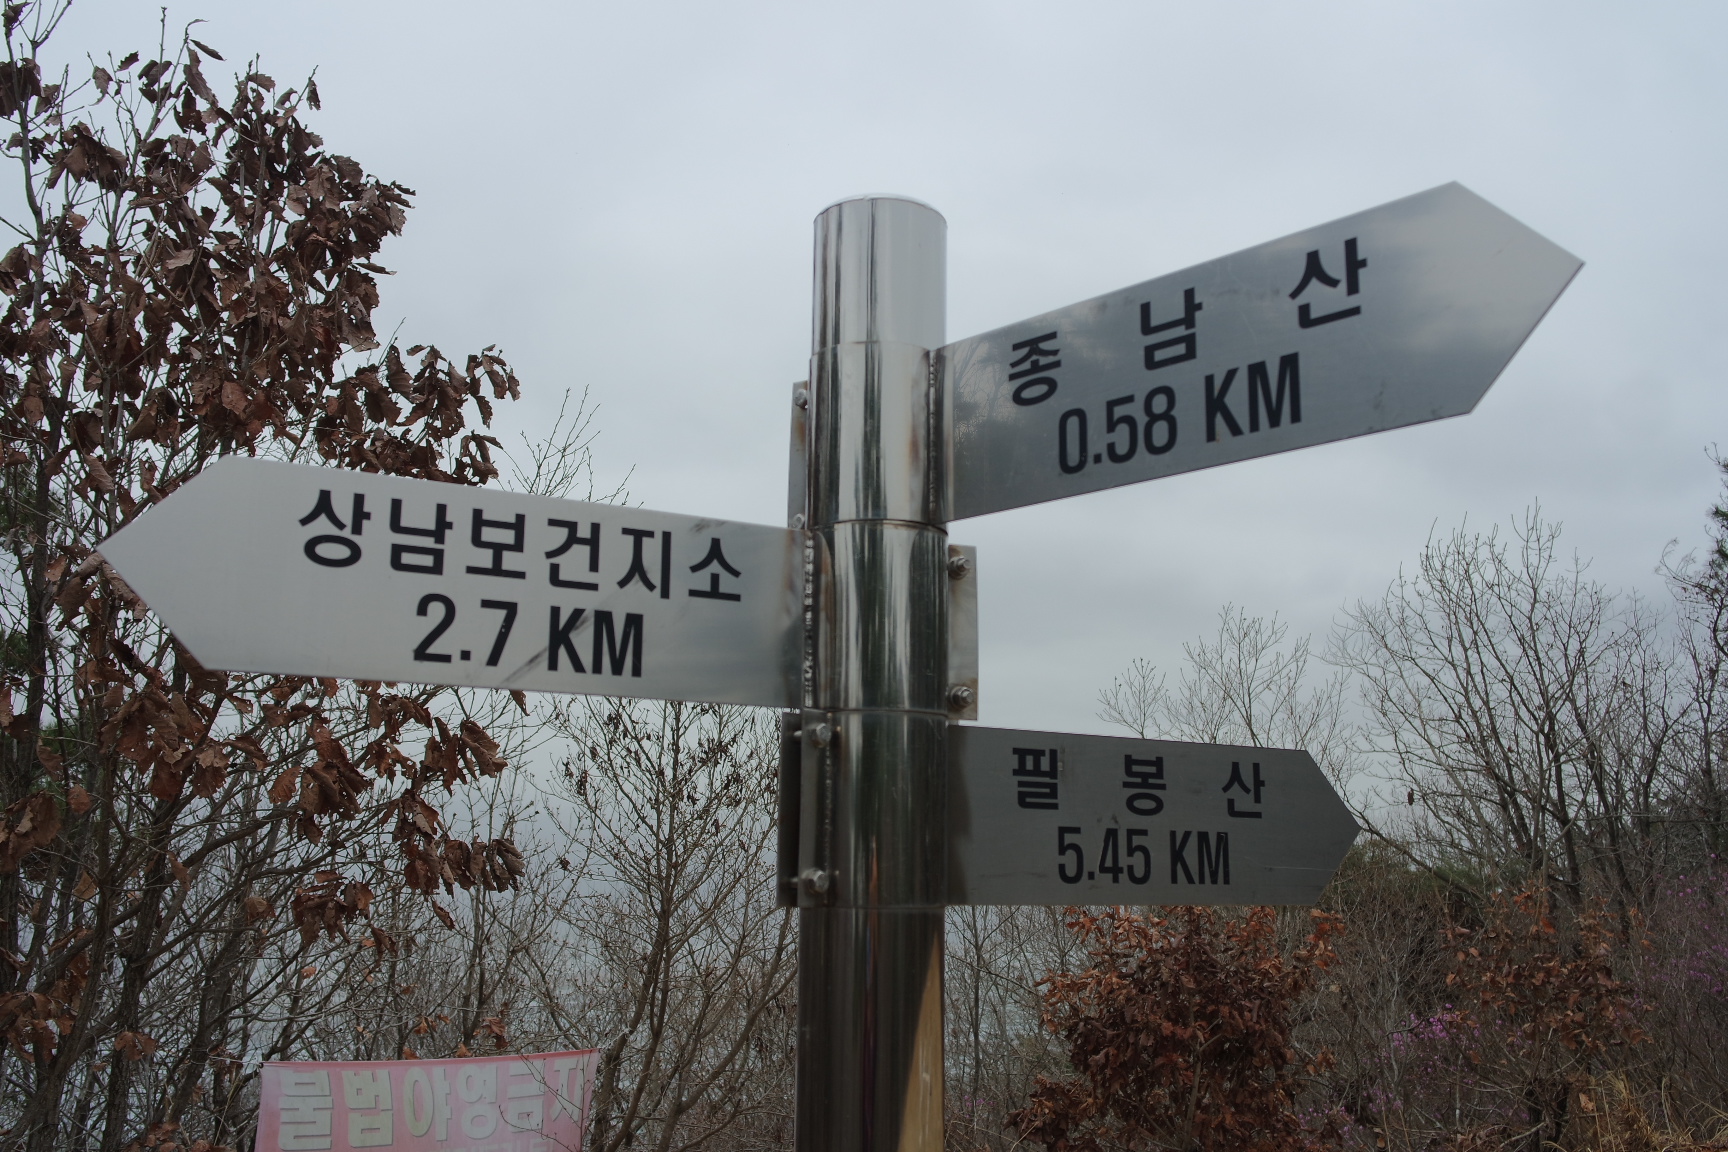 종남산
0.58 KM
상남보건지소
2.7 KM
필봉산
5.45 KM
불법야영금지